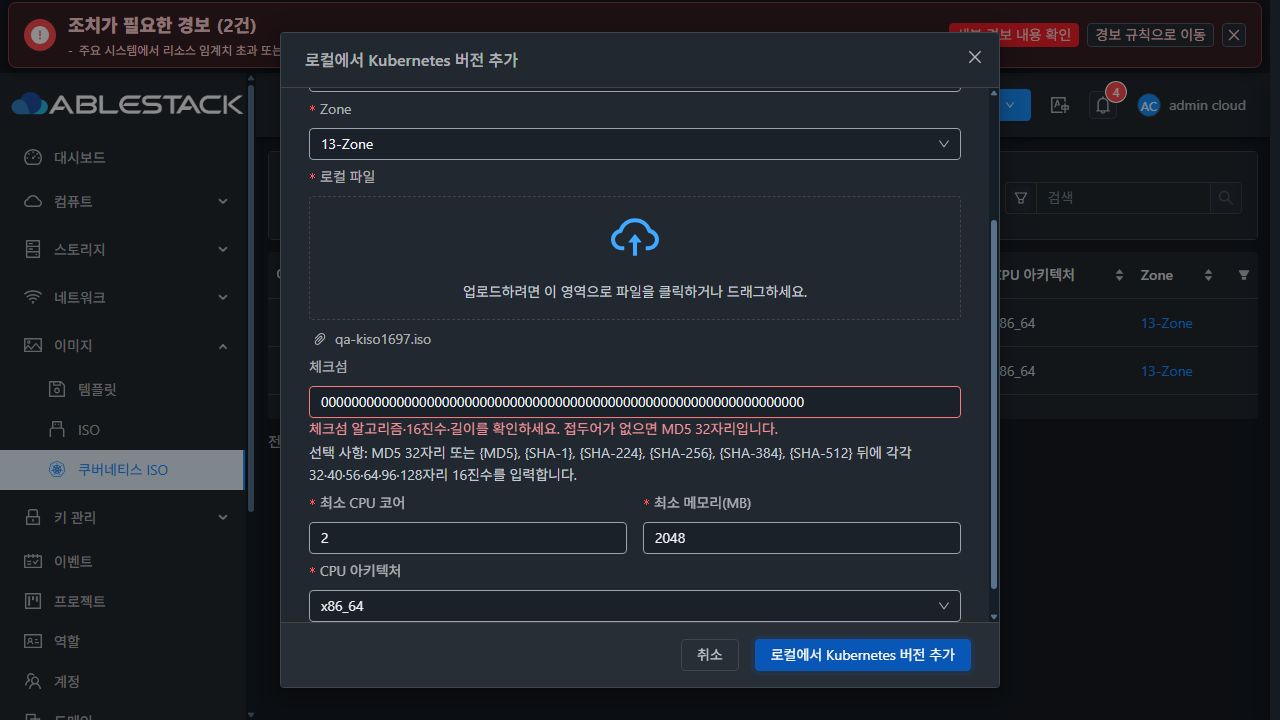 조치가 필요한 경보 (2건)
- 주요 시스템에서 리소스 임계치 초과 또는
경보 내용 확인
경보 규칙으로 이동
로컬에서 Kubernetes 버전 추가
ABLESTACK
4
AC
admin cloud
대시보드
컴퓨트
스토리지
네트워크
이미지
템플릿
ISO
쿠버네티스 ISO
키 관리
이벤트
프로젝트
역할
계정
* Zone
13-Zone
* 로컬 파일
업로드하려면 이 영역으로 파일을 클릭하거나 드래그하세요.
qa-kiso1697.iso
체크섬
0000000000000000000000000000000000000000000000000000000000000000
체크섬 알고리즘·16진수·길이를 확인하세요. 접두어가 없으면 MD5 32자리입니다.
선택 사항: MD5 32자리 또는 {MD5}, {SHA-1}, {SHA-224}, {SHA-256}, {SHA-384}, {SHA-512} 뒤에 각각
32·40·56·64·96·128자리 16진수를 입력합니다.
* 최소 CPU 코어
* 최소 메모리(MB)
2
2048
* CPU 아키텍처
x86_64
취소
로컬에서 Kubernetes 버전 추가
검색
CPU 아키텍처
Zone
86_64
13-Zone
86_64
13-Zone
전